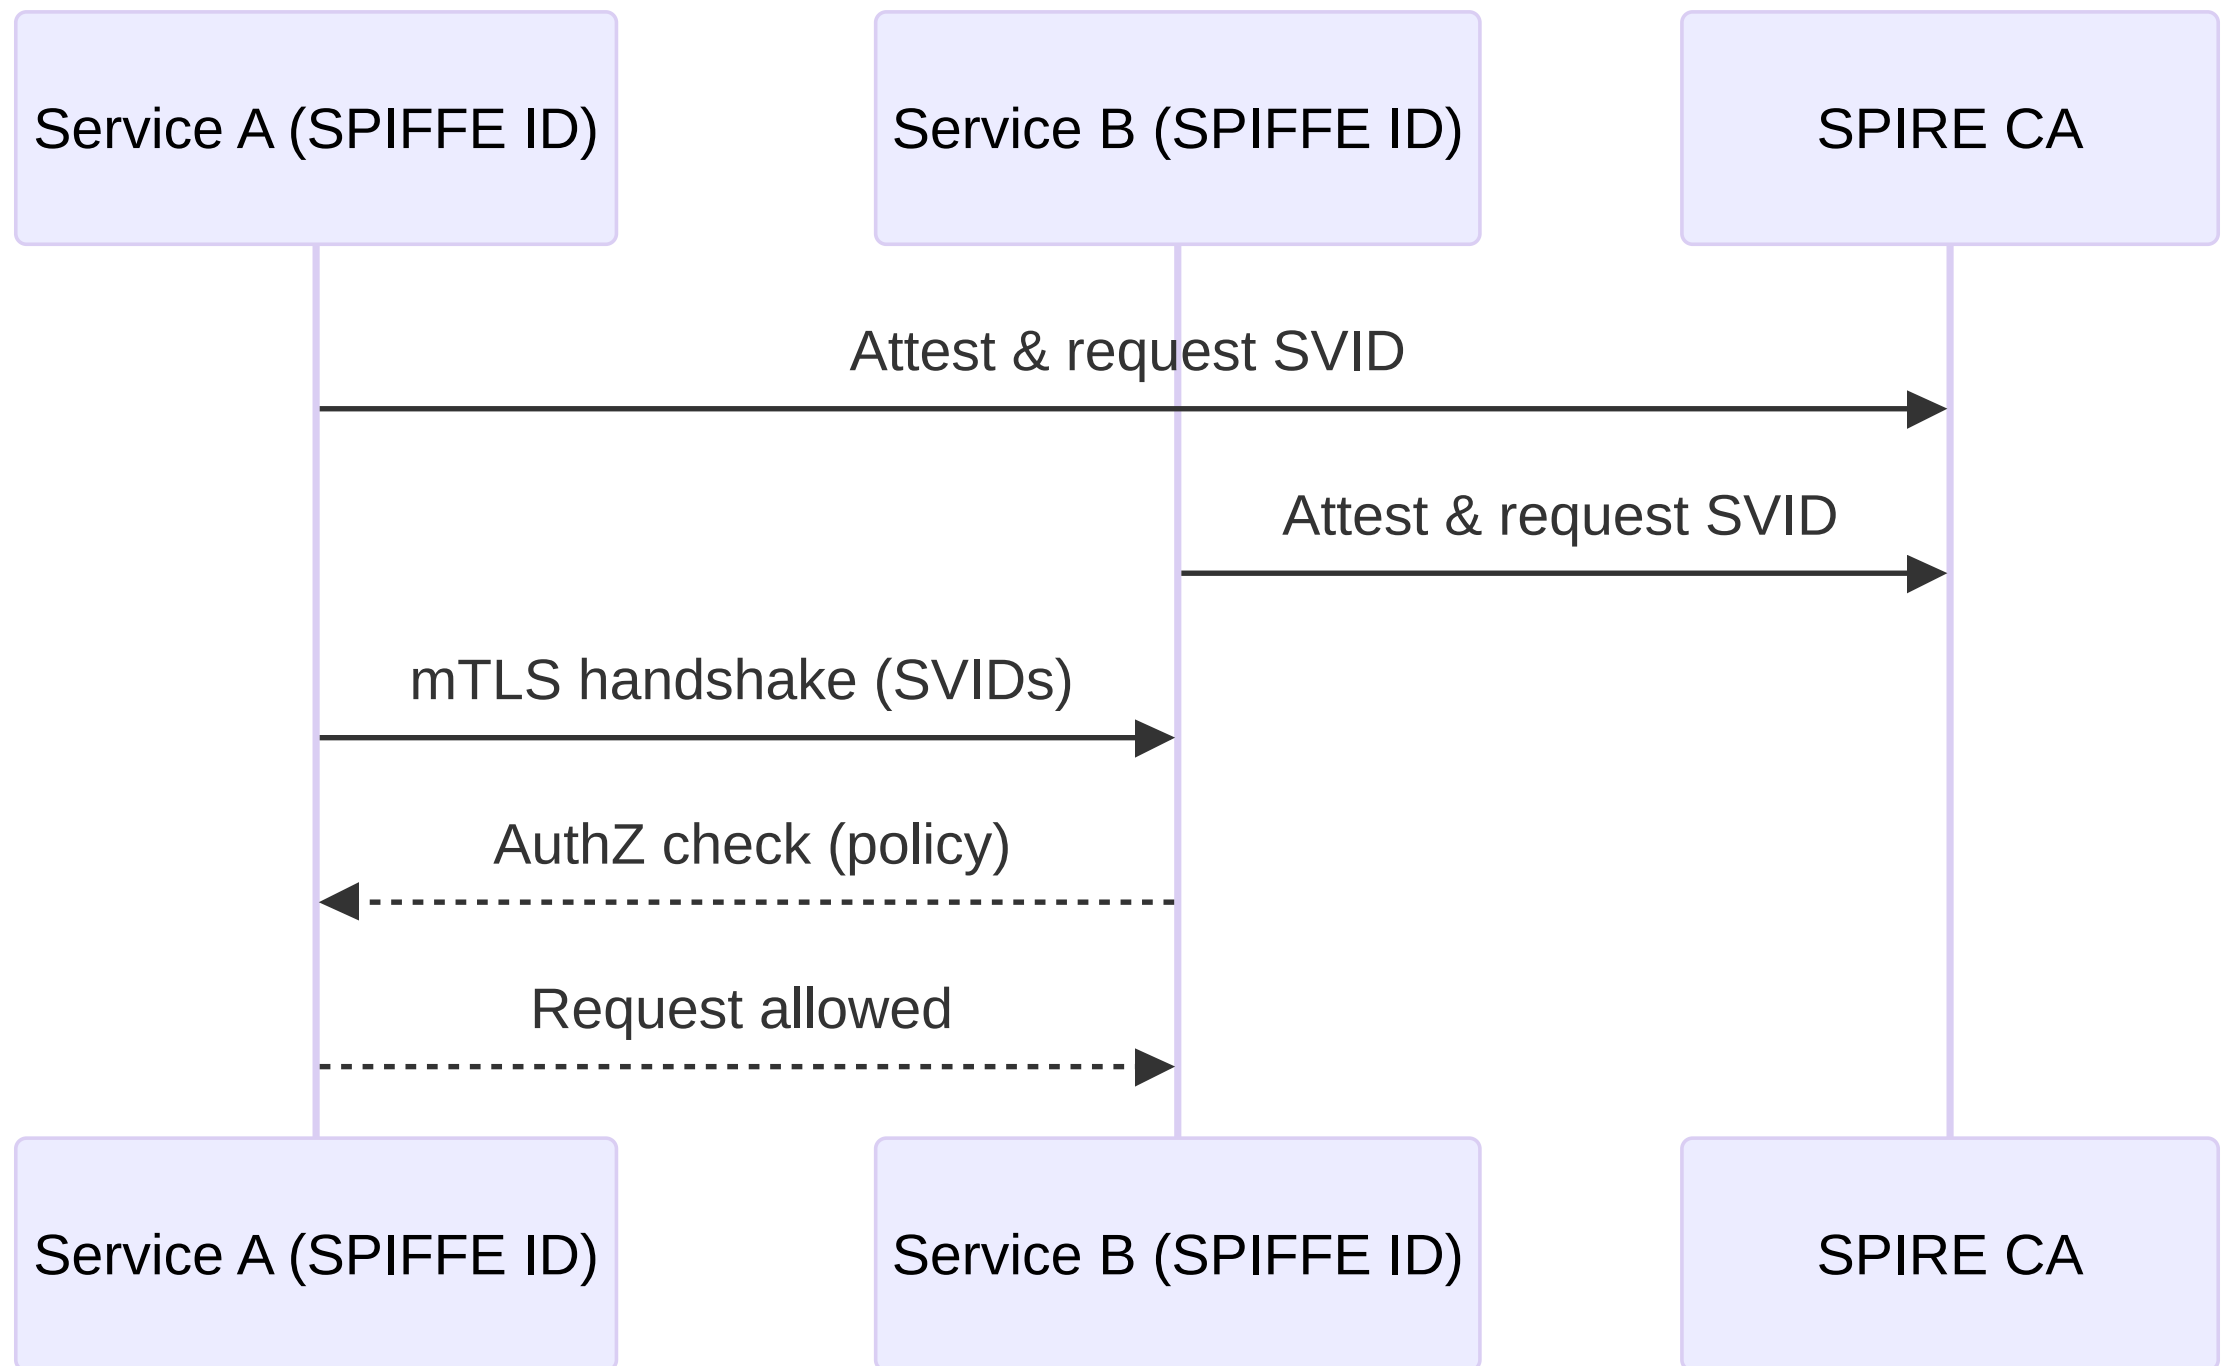 Service A (SPIFFE ID)
Service B (SPIFFE ID)
SPIRE CA
Attest & request SVID
Attest & request SVID
mTLS handshake (SVIDs)
AuthZ check (policy)
Request allowed
Service A (SPIFFE ID)
Service B (SPIFFE ID)
SPIRE CA